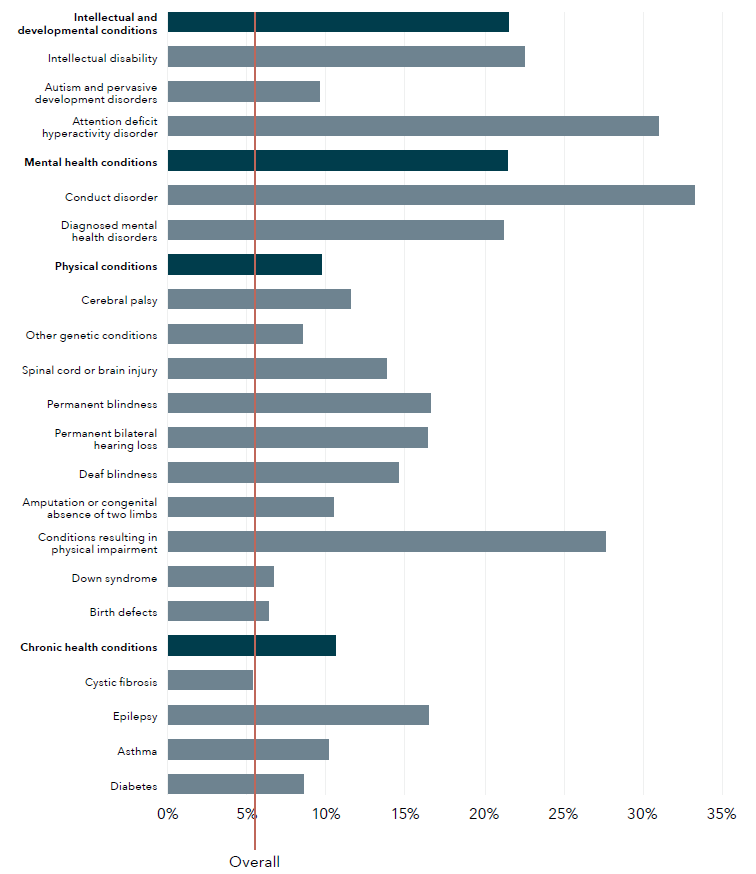 Intellectual and
developmental conditions
Intellectual disability
Autism and pervasive
development disorders
Attention deficit
hyperactivity disorder
Mental health conditions
Conduct disorder
Diagnosed mental
health disorders
Physical conditions
Cerebral palsy
Other genetic conditions
Spinal cord or brain injury
Permanent blindness
Permanent bilateral
hearing loss
Deaf blindness
Amputation or congenital
absence of two limbs
Conditions resulting in
physical impairment
Down syndrome
Birth defects
Chronic health conditions
Cystic fibrosis
Epilepsy
Asthma
Diabetes
0% 5% 10% 15% 20% 25% 30% 35%
Overall